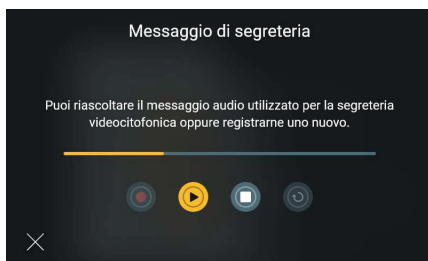 Messaggio di segreteria
Puoi riascoltare il messaggio audio utilizzato per la segreteria
videocitofonica oppure registrarne uno nuovo.